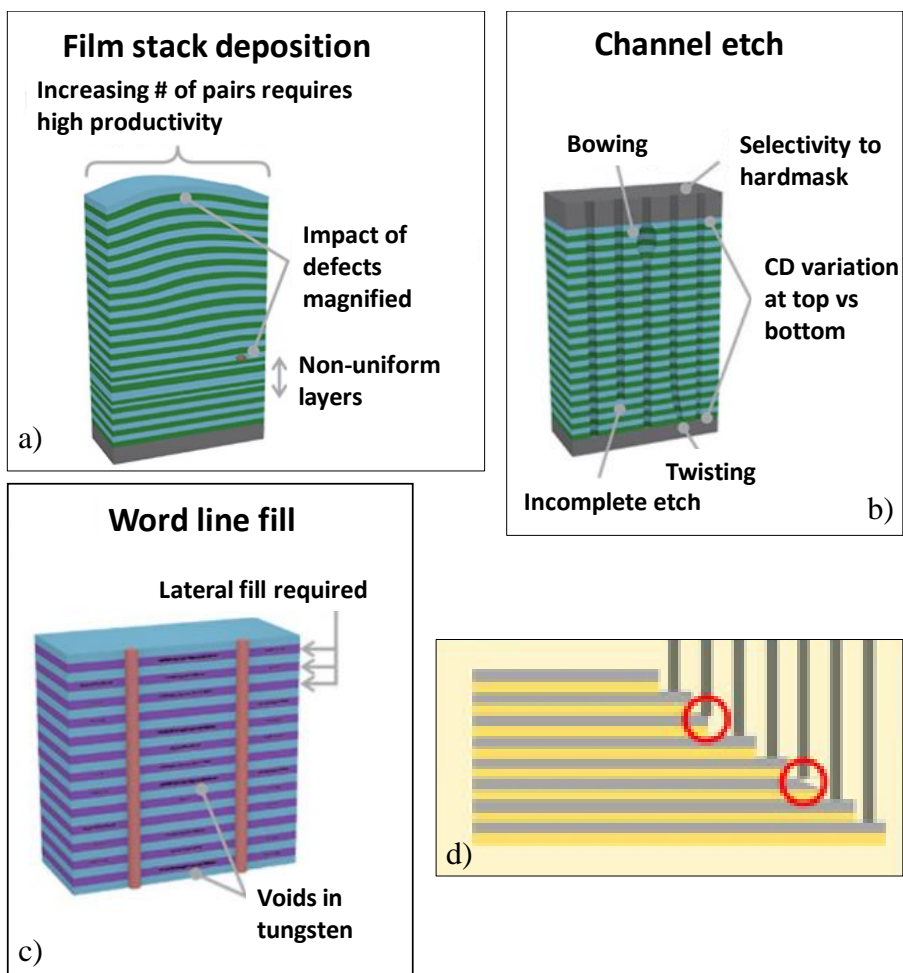 Film stack deposition
Increasing # of pairs requires
high productivity
Impact of
defects
magnified
Non-uniform
layers
a)
Channel etch
Bowing
Selectivity to
hardmask
CD variation
at top vs
bottom
Twisting
Incomplete etch
b)
Word line fill
Lateral fill required
Voids in
tungsten
c)
d)